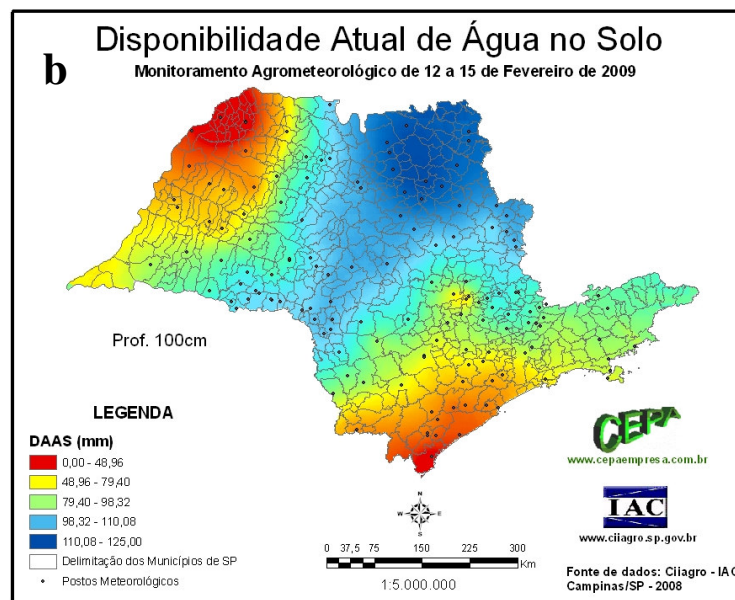 Disponibilidade Atual de Água no Solo
b
Monitoramento Agrometeorológico de 12 a 15 de Fevereiro de 2009
Prof. 100cm
LEGENDA
DAAS (mm)
0,00 - 48,96
48,96 - 79,40
79,40 - 98,32
98,32 - 110,08
110,08 - 125,00
Delimitação dos Municípios de SP
Postos Meteorológicos
N
W E
S
0 37,5 75 150 225 300
Km
1:5.000.000
CEPA
www.cepaempresa.com.br
IAC
www.ciiagro.sp.gov.br
Fonte de dados: Ciiagro - IAC
Campinas/SP - 2008